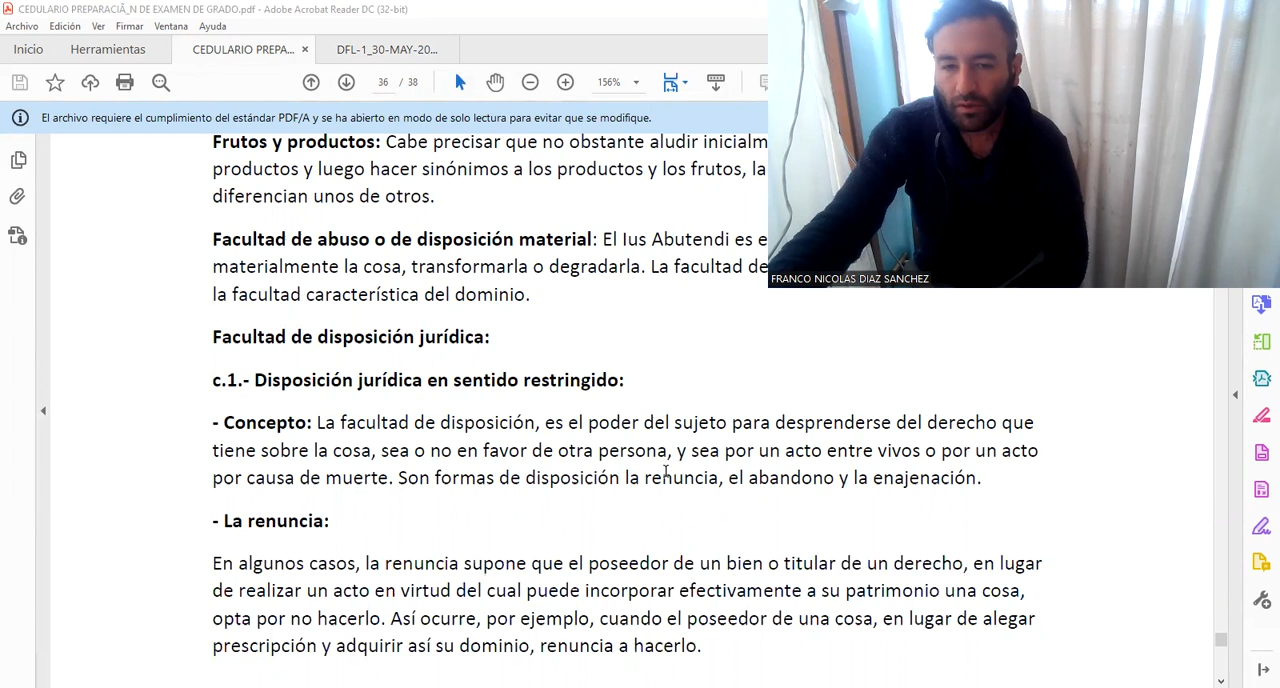 CEDULARIO PREPARACIÃ_N DE EXAMEN DE GRADO.pdf - Adobe Acrobat Reader DC (32-bit)
Archivo Edición Ver Firmar Ventana Ayuda
Inicio Herramientas CEDULARIO PREPA... × DFL-1_30-MAY-20...
36 / 38 156%
El archivo requiere el cumplimiento del estándar PDF/A y se ha abierto en modo de solo lectura para evitar que se modifique.
Frutos y productos: Cabe precisar que no obstante aludir inicialm
productos y luego hacer sinónimos a los productos y los frutos, la
diferencian unos de otros.
Facultad de abuso o de disposición material: El Ius Abutendi es e
materialmente la cosa, transformarla o degradarla. La facultad de
la facultad característica del dominio.
FRANCO NICOLAS DIAZ SANCHEZ
Facultad de disposición jurídica:
c.1.- Disposición jurídica en sentido restringido:
- Concepto: La facultad de disposición, es el poder del sujeto para desprenderse del derecho que
tiene sobre la cosa, sea o no en favor de otra persona, y sea por un acto entre vivos o por un acto
por causa de muerte. Son formas de disposición la renuncia, el abandono y la enajenación.
- La renuncia:
En algunos casos, la renuncia supone que el poseedor de un bien o titular de un derecho, en lugar
de realizar un acto en virtud del cual puede incorporar efectivamente a su patrimonio una cosa,
opta por no hacerlo. Así ocurre, por ejemplo, cuando el poseedor de una cosa, en lugar de alegar
prescripción y adquirir así su dominio, renuncia a hacerlo.